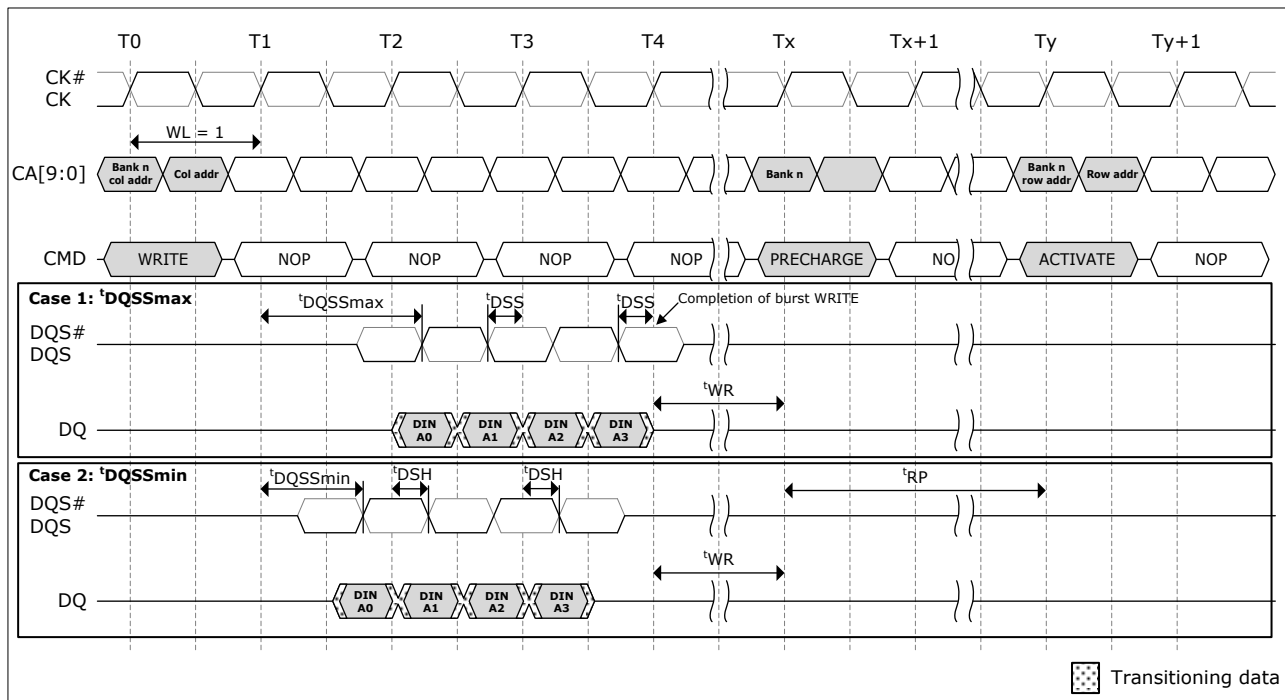 T0 T1 T2 T3 T4 Tx Tx+1 Ty Ty+1
CK#
CK
WL = 1
CA[9:0] Bank n col addr Col addr Bank n Bank n row addr Row addr
CMD WRITE NOP NOP NOP NOP PRECHARGE NO ACTIVATE NOP
Case 1: tDQSSmax
tDQSSmax tDSS tDSS Completion of burst WRITE
DQS#
DQS
tWR
DQ DIN A0 DIN A1 DIN A2 DIN A3
Case 2: tDQSSmin
tDQSSmin tDSH tDSH tRP
DQS#
DQS
tWR
DQ DIN A0 DIN A1 DIN A2 DIN A3
Transitioning data